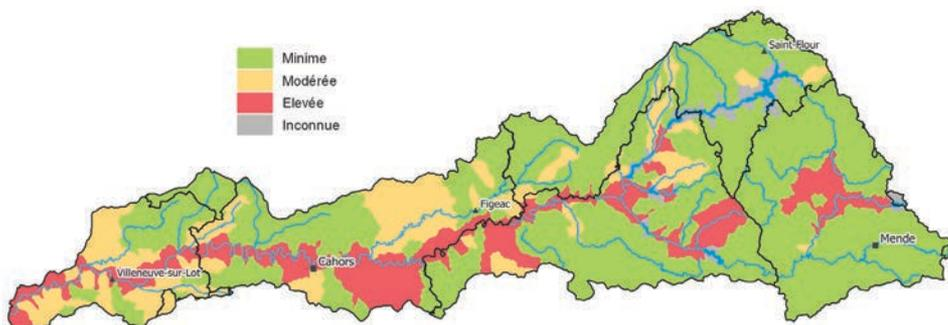 Minime
Modérée
Elevée
Inconnue
Saint-Flour
Figeac
Mende
Cahors
Villeneuve-sur-Lot